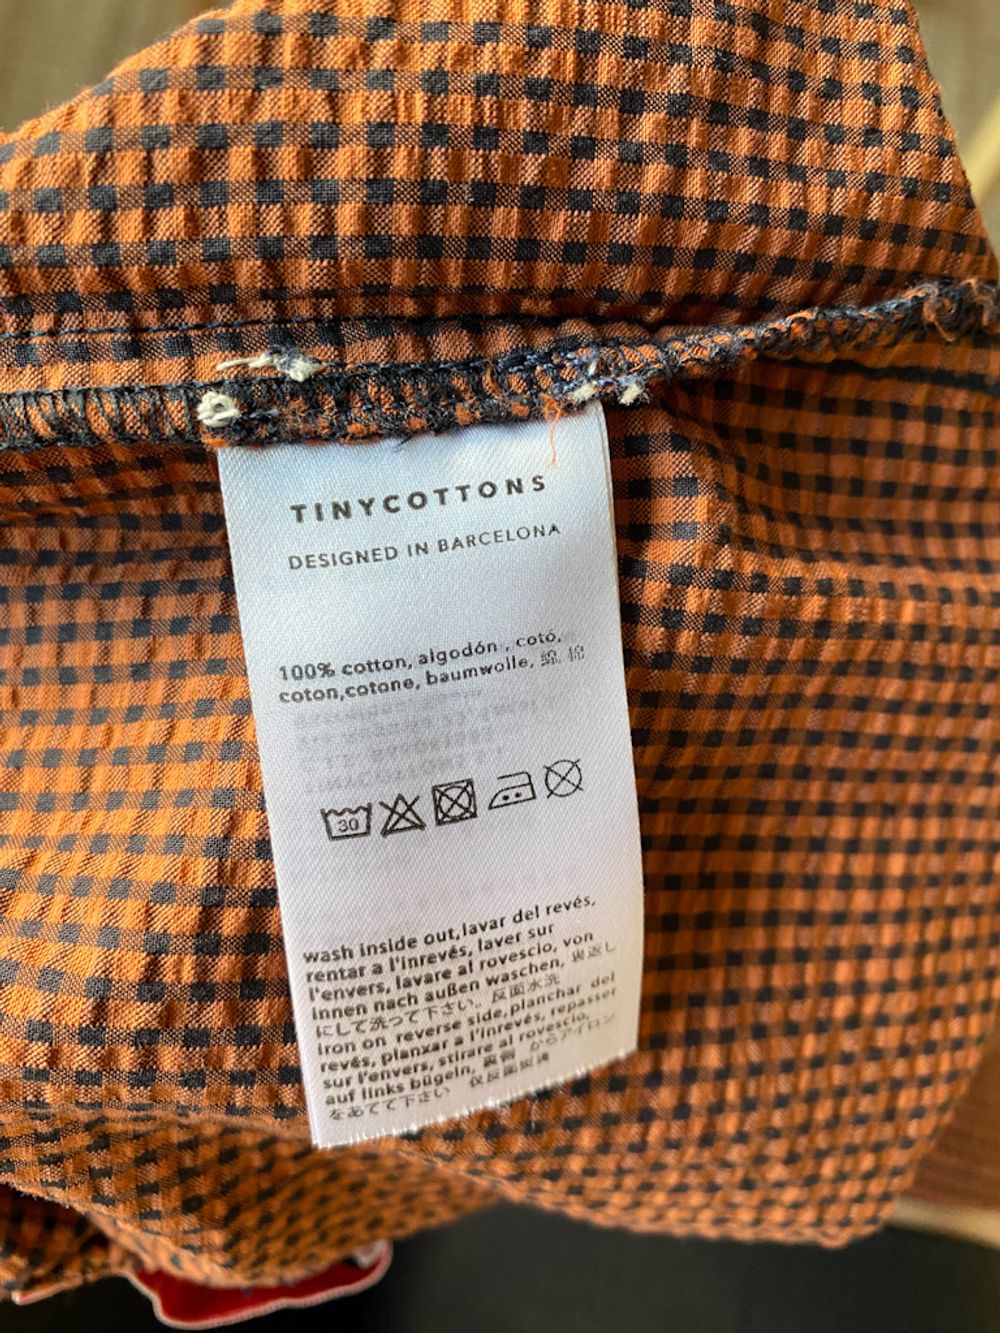 TINYCOTTONS
DESIGNED IN BARCELONA
100% cotton, algodón , cotó,
coton,cotone, baumwolle, 綿, 棉
30
wash inside out,lavar del revés,
rentar a l'inrevés, laver sur
l'envers, lavare al rovescio, von
innen nach außen waschen, 裏返し
にして洗って下さい。反面水洗
iron on reverse side,planchar del
revés, planxar a l'inrevés, repasser
sur l'envers, stirare al rovescio,
auf links bügeln, 裏側 からアイロン
をあてて下さい